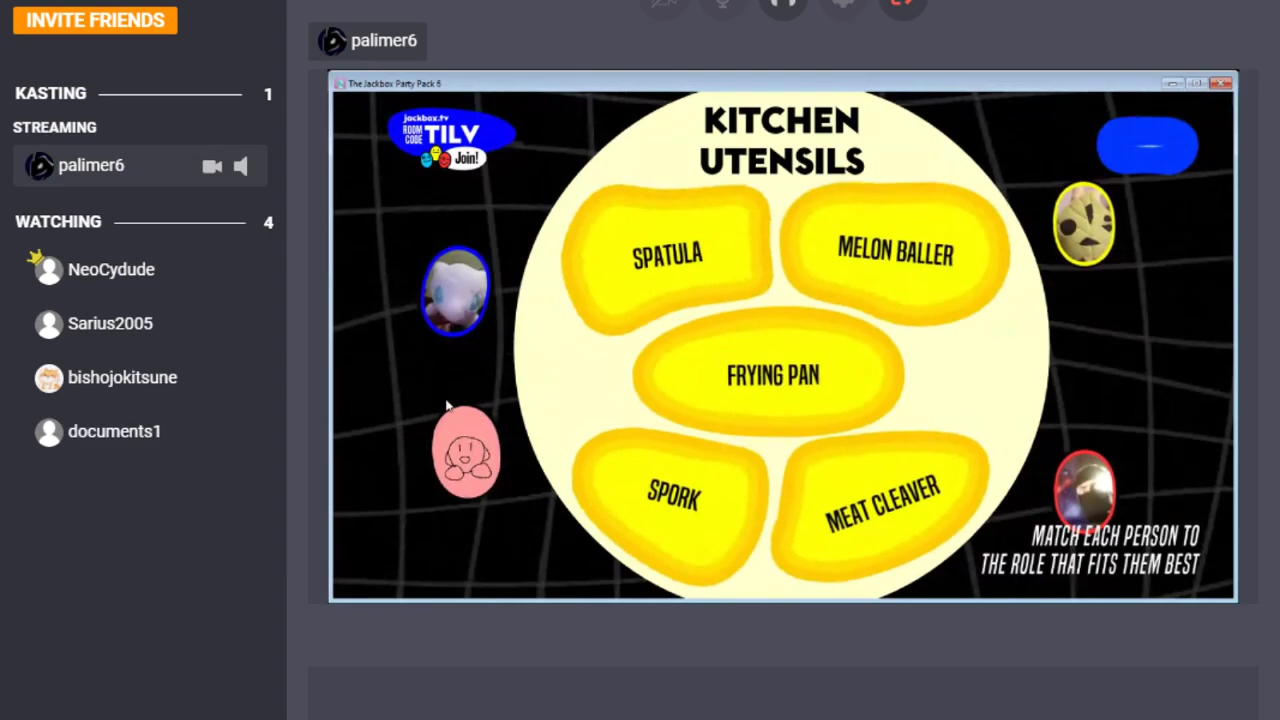 INVITE FRIENDS
KASTING 1
STREAMING
palimer6
WATCHING 4
NeoCydude
Sarius2005
bishojokitsune
documents1
palimer6
The Jackbox Party Pack 6
jackbox.tv
ROOM CODE TILV
Join!
KITCHEN
UTENSILS
SPATULA
MELON BALLER
FRYING PAN
SPORK
MEAT CLEAVER
MATCH EACH PERSON TO
THE ROLE THAT FITS THEM BEST